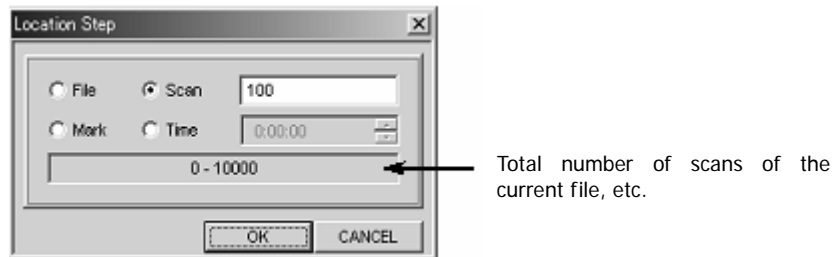 Location Step
File Scan 100
Mark Time 0:00:00
0 - 10000
Total number of scans of the
current file, etc.
OK CANCEL